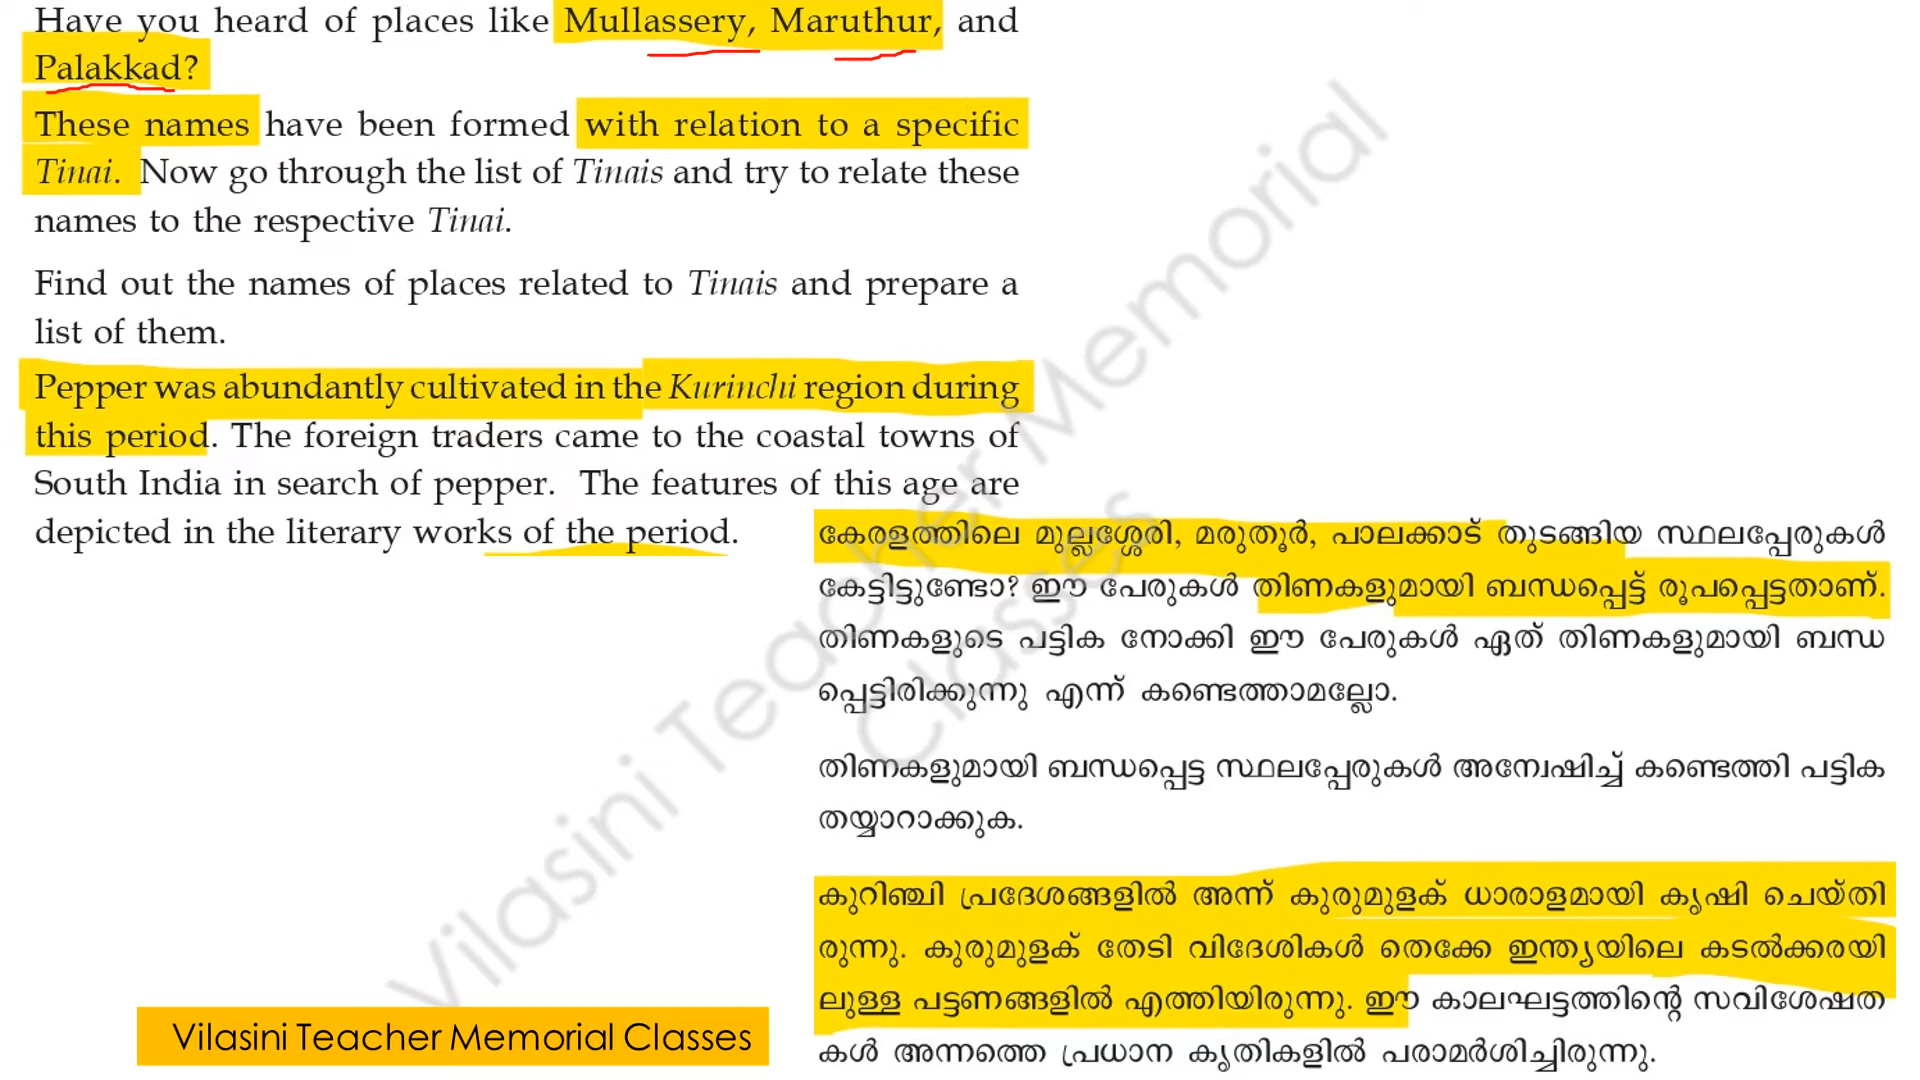 Have you heard of places like Mullassery, Maruthur, and
Palakkad?
These names have been formed with relation to a specific
Tinai. Now go through the list of Tinais and try to relate these
names to the respective Tinai.
Find out the names of places related to Tinais and prepare a
list of them.
Pepper was abundantly cultivated in the Kurinchi region during
this period. The foreign traders came to the coastal towns of
South India in search of pepper. The features of this age are
depicted in the literary works of the period.
കേരളത്തിലെ മുല്ലശ്ശേരി, മരുതൂർ, പാലക്കാട് തുടങ്ങിയ സ്ഥലപ്പേരുകൾ
കേട്ടിട്ടുണ്ടോ? ഈ പേരുകൾ തിണകളുമായി ബന്ധപ്പെട്ട് രൂപപ്പെട്ടതാണ്.
തിണകളുടെ പട്ടിക നോക്കി ഈ പേരുകൾ ഏത് തിണകളുമായി ബന്ധ
പ്പെട്ടിരിക്കുന്നു എന്ന് കണ്ടെത്താമല്ലോ.
തിണകളുമായി ബന്ധപ്പെട്ട സ്ഥലപ്പേരുകൾ അന്വേഷിച്ച് കണ്ടെത്തി പട്ടിക
തയ്യാറാക്കുക.
കുറിഞ്ചി പ്രദേശങ്ങളിൽ അന്ന് കുരുമുളക് ധാരാളമായി കൃഷി ചെയ്തി
രുന്നു. കുരുമുളക് തേടി വിദേശികൾ തെക്കേ ഇന്ത്യയിലെ കടൽക്കരയി
ലുള്ള പട്ടണങ്ങളിൽ എത്തിയിരുന്നു. ഈ കാലഘട്ടത്തിന്റെ സവിശേഷത
കൾ അന്നത്തെ പ്രധാന കൃതികളിൽ പരാമർശിച്ചിരുന്നു.
Vilasini Teacher Memorial Classes
Vilasini Teacher Memorial
Classes